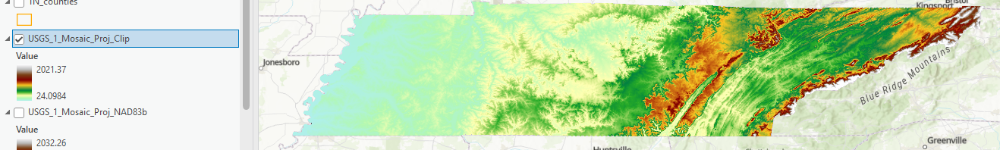 TN_counties
USGS_1_Mosaic_Proj_Clip
Value
2021.37
24.0984
USGS_1_Mosaic_Proj_NAD83b
Value
2032.26
Bristol
Kingsport
Jonesboro
Blue Ridge Mountains
Greenville
Huntsville